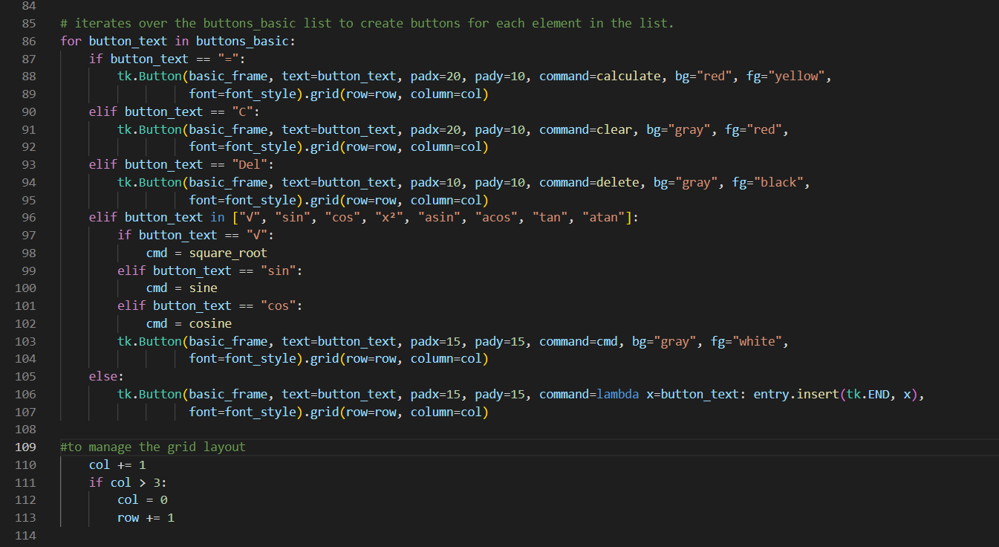 84
85 # iterates over the buttons_basic list to create buttons for each element in the list.
86 for button_text in buttons_basic:
87     if button_text == "=":
88         tk.Button(basic_frame, text=button_text, padx=20, pady=10, command=calculate, bg="red", fg="yellow",
89                   font=font_style).grid(row=row, column=col)
90     elif button_text == "C":
91         tk.Button(basic_frame, text=button_text, padx=20, pady=10, command=clear, bg="gray", fg="red",
92                   font=font_style).grid(row=row, column=col)
93     elif button_text == "Del":
94         tk.Button(basic_frame, text=button_text, padx=10, pady=10, command=delete, bg="gray", fg="black",
95                   font=font_style).grid(row=row, column=col)
96     elif button_text in ["√", "sin", "cos", "x²", "asin", "acos", "tan", "atan"]:
97         if button_text == "√":
98             cmd = square_root
99         elif button_text == "sin":
100             cmd = sine
101         elif button_text == "cos":
102             cmd = cosine
103         tk.Button(basic_frame, text=button_text, padx=15, pady=15, command=cmd, bg="gray", fg="white",
104                   font=font_style).grid(row=row, column=col)
105     else:
106         tk.Button(basic_frame, text=button_text, padx=15, pady=15, command=lambda x=button_text: entry.insert(tk.END, x),
107                   font=font_style).grid(row=row, column=col)
108
109 #to manage the grid layout
110     col += 1
111     if col > 3:
112         col = 0
113         row += 1
114